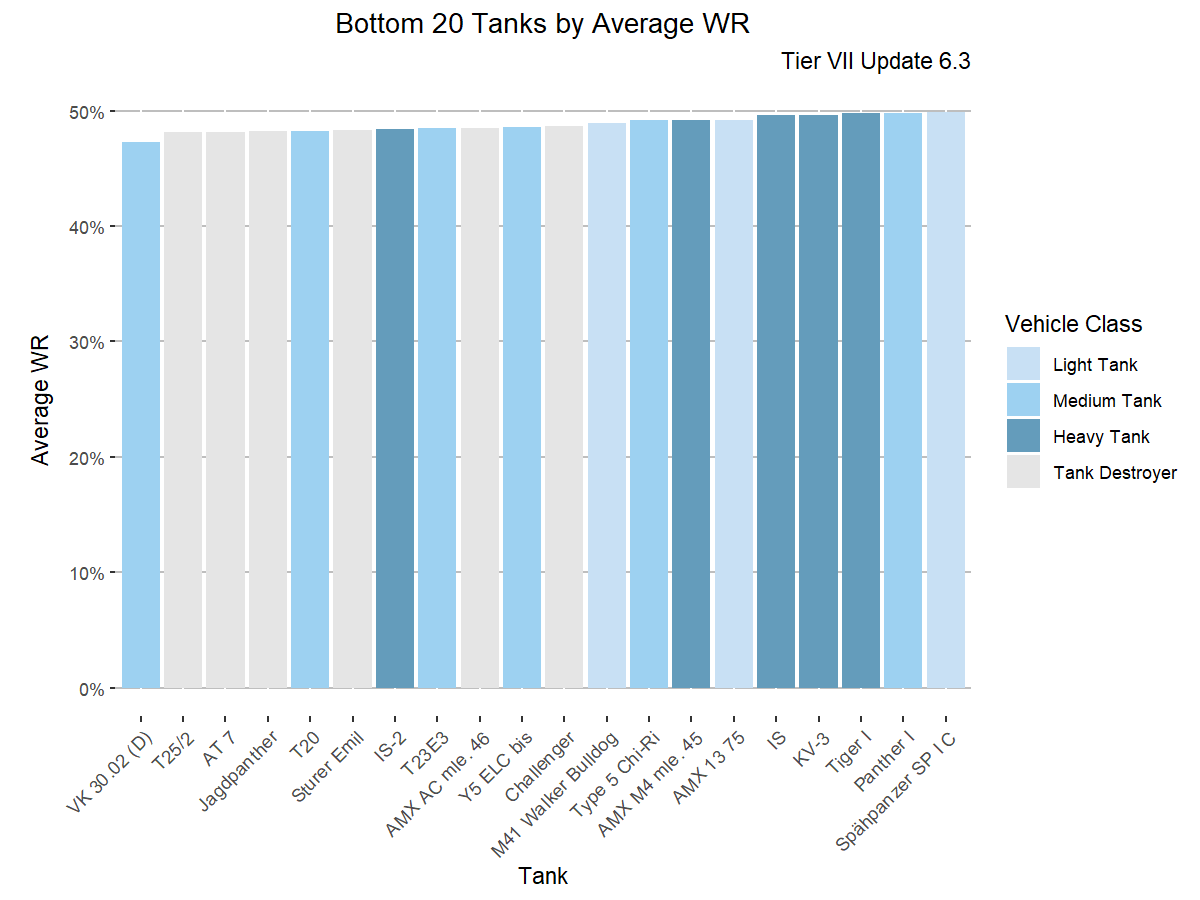 Bottom 20 Tanks by Average WR
Tier VII Update 6.3
50%
40%
30%
20%
10%
0%
Average WR
VK 30.02 (D)
T25/2
AT 7
Jagdpanther
T20
Sturer Emil
IS-2
T23E3
AMX AC mle. 46
Y5 ELC bis
Challenger
M41 Walker Bulldog
Type 5 Chi-Ri
AMX M4 mle. 45
AMX 13 75
IS
KV-3
Tiger I
Panther I
Spähpanzer SP I C
Tank
Vehicle Class
Light Tank
Medium Tank
Heavy Tank
Tank Destroyer